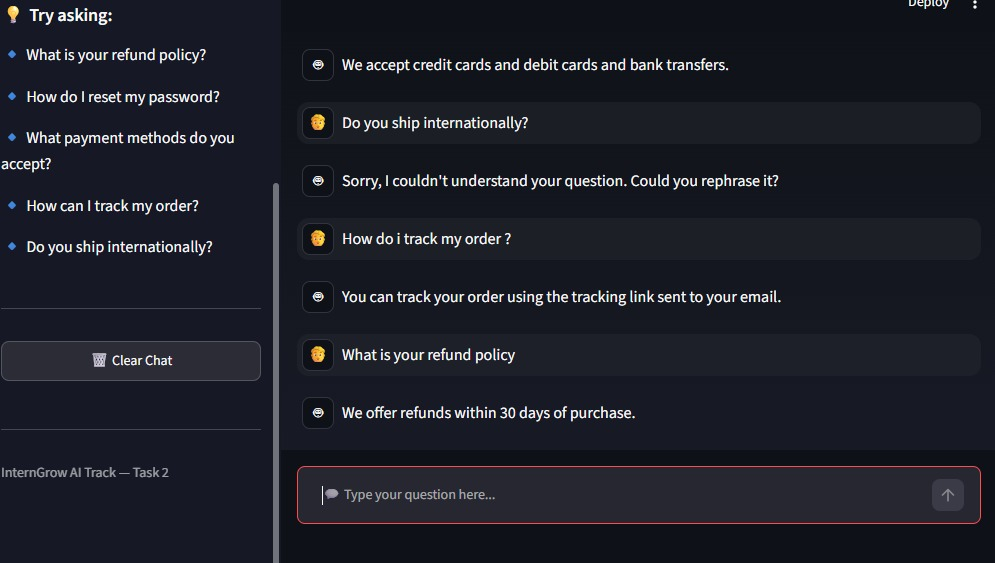 Try asking:
What is your refund policy?
How do I reset my password?
What payment methods do you
accept?
How can I track my order?
Do you ship internationally?
Clear Chat
InternGrow AI Track — Task 2
Deploy
We accept credit cards and debit cards and bank transfers.
Do you ship internationally?
Sorry, I couldn't understand your question. Could you rephrase it?
How do i track my order ?
You can track your order using the tracking link sent to your email.
What is your refund policy
We offer refunds within 30 days of purchase.
Type your question here...